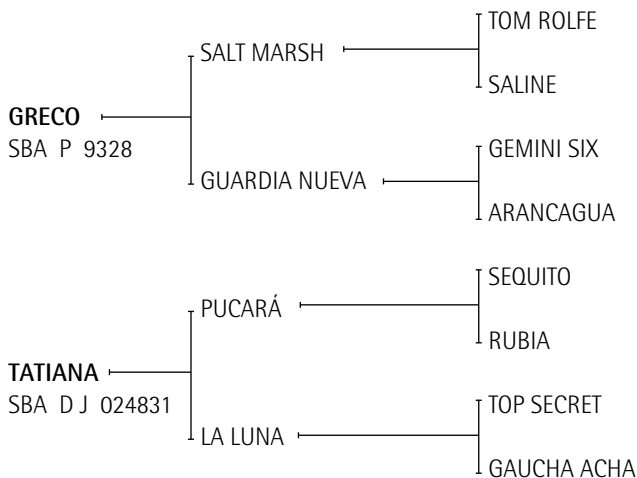 TOM ROLFE
SALT MARSH
SALINE
GRECO
SBA P 9328
GEMINI SIX
GUARDIA NUEVA
ARANCAGUA
SEQUITO
PUCARÁ
RUBIA
TATIANA
SBA D J 024831
TOP SECRET
LA LUNA
GAUCHA ACHA